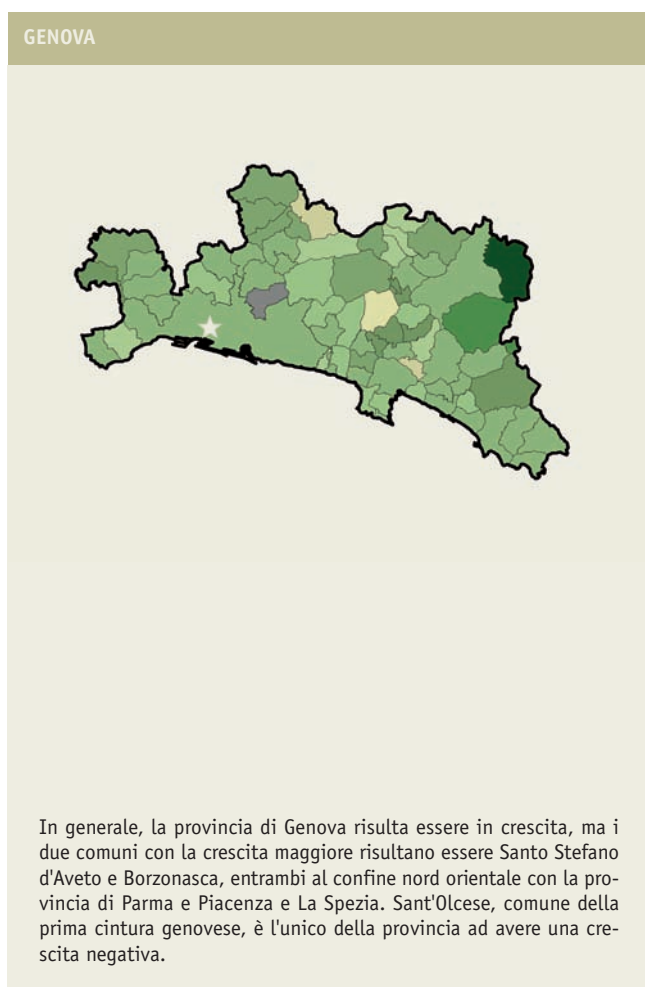 GENOVA
In generale, la provincia di Genova risulta essere in crescita, ma i
due comuni con la crescita maggiore risultano essere Santo Stefano
d'Aveto e Borzonasca, entrambi al confine nord orientale con la pro-
vincia di Parma e Piacenza e La Spezia. Sant'Olcese, comune della
prima cintura genovese, è l'unico della provincia ad avere una cre-
scita negativa.